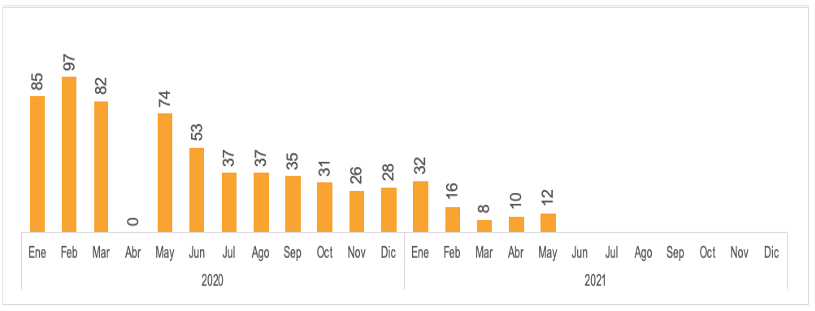 85 97 82 0 74 53 37 37 35 31 26 28 32 16 8 10 12
Ene Feb Mar Abr May Jun Jul Ago Sep Oct Nov Dic Ene Feb Mar Abr May Jun Jul Ago Sep Oct Nov Dic
2020 2021